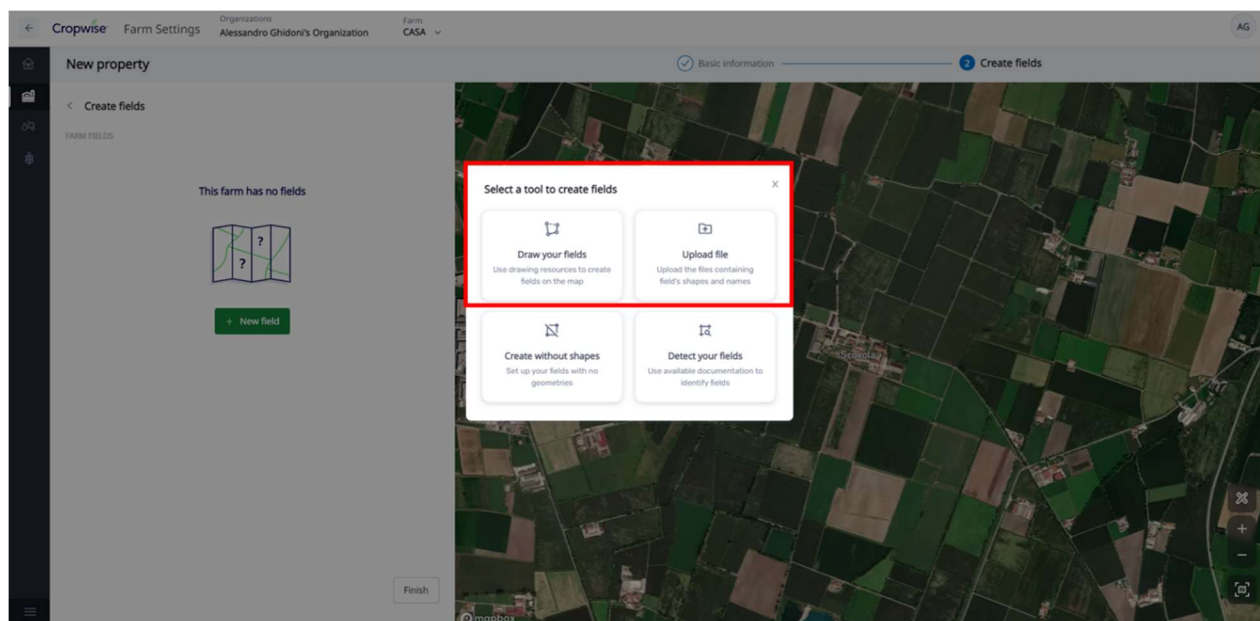 Cropwise Farm Settings
Organizations
Alessandro Ghidoni's Organization
Farm
CASA
AG
New property
Basic information
2 Create fields
Create fields
FARM FIELDS
This farm has no fields
? ?
+ New field
Finish
Select a tool to create fields
X
Draw your fields
Use drawing resources to create
fields on the map
Upload file
Upload the files containing
field's shapes and names
Create without shapes
Set up your fields with no
geometries
Detect your fields
Use available documentation to
identify fields
Scovola
mapbox